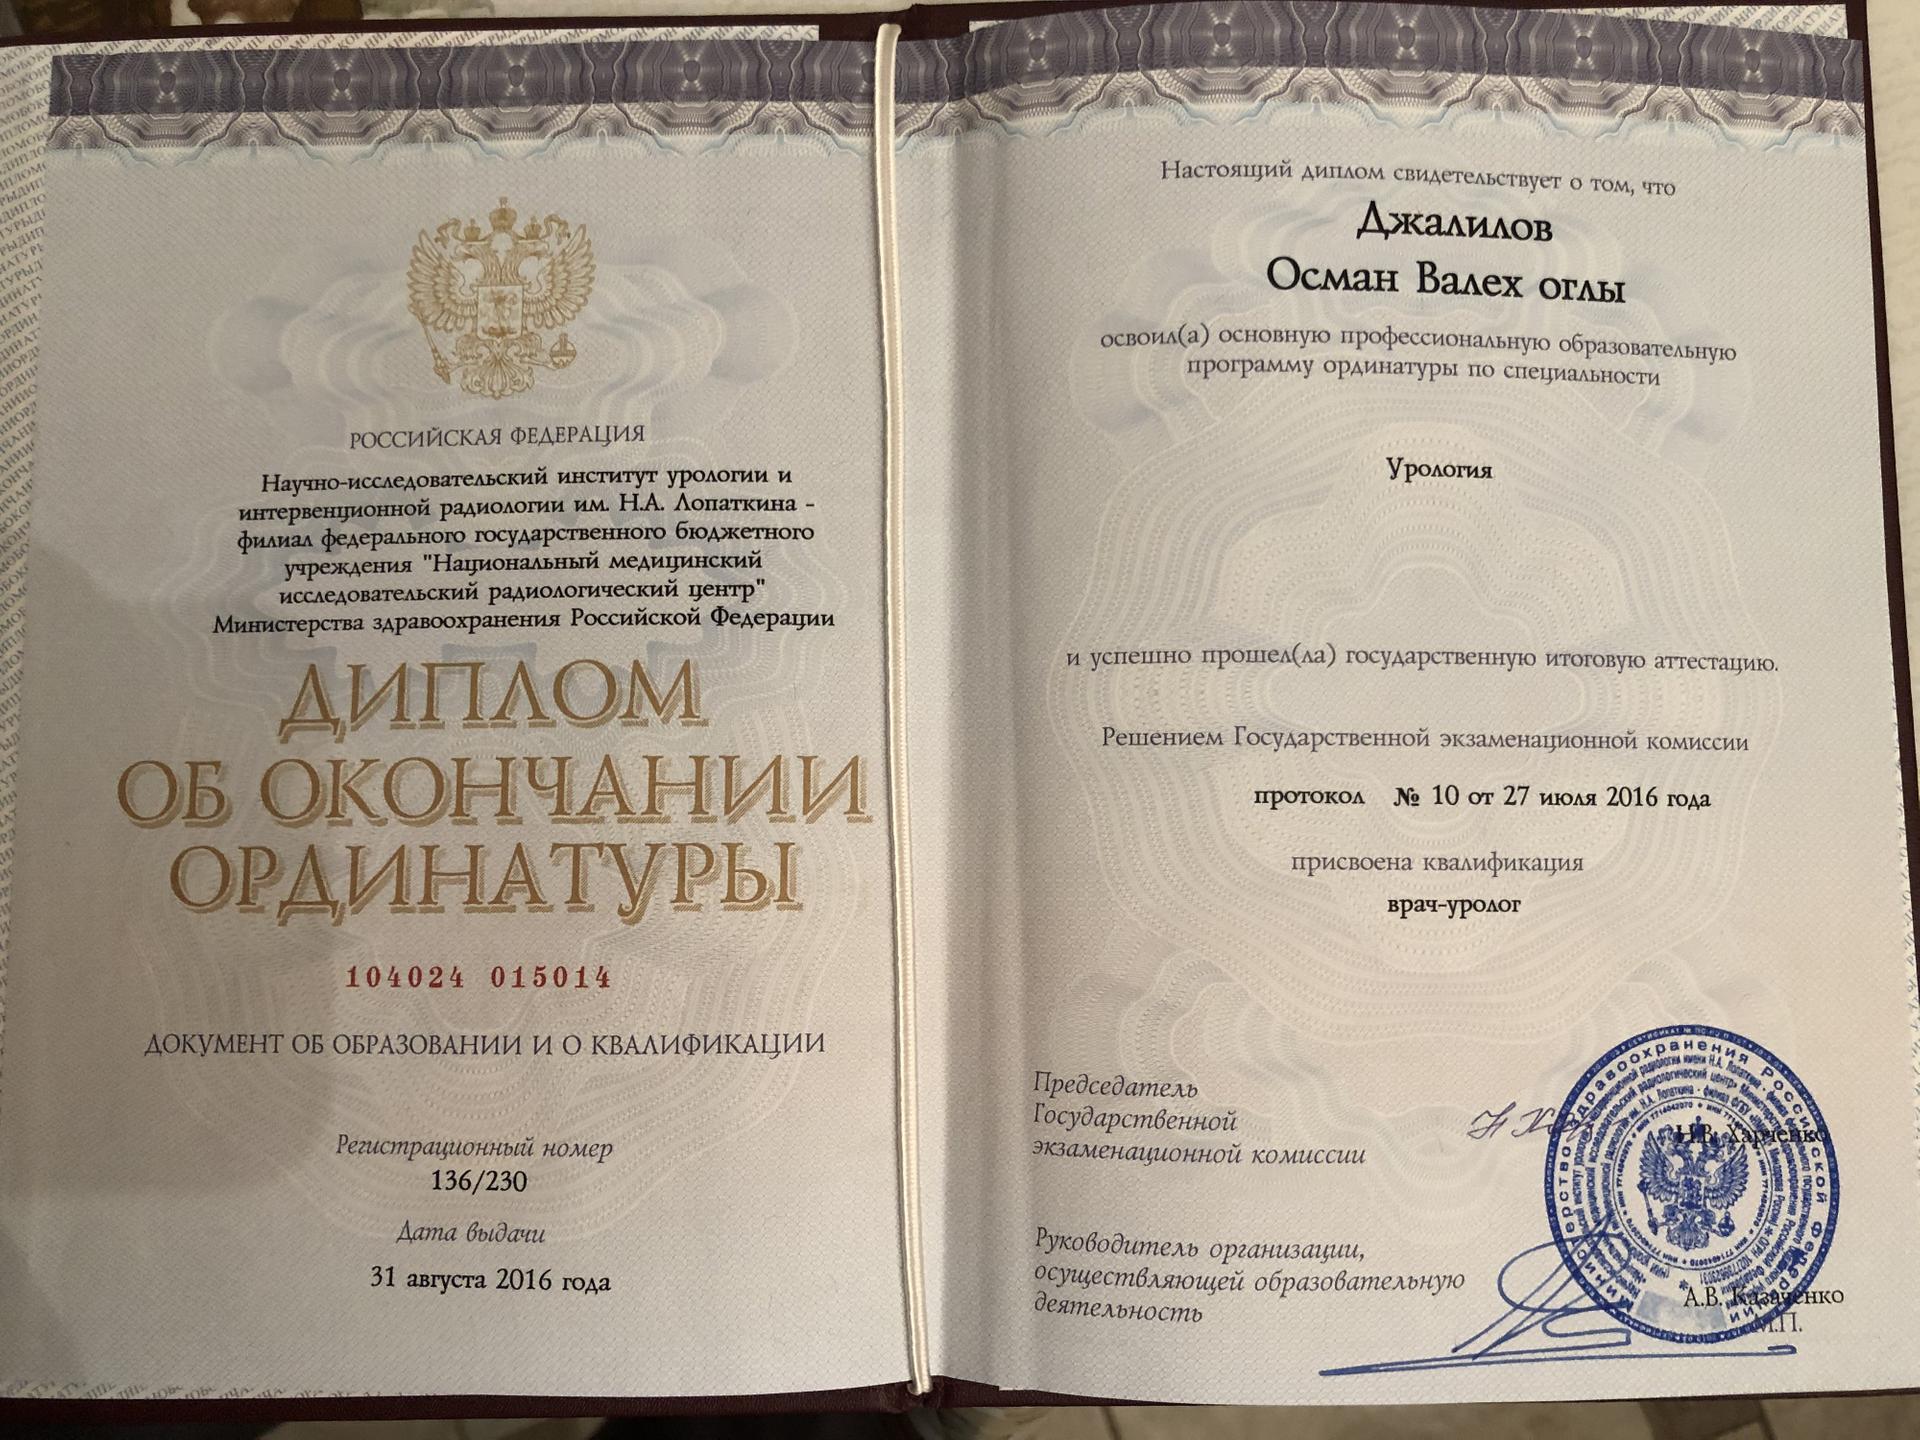 РОССИЙСКАЯ ФЕДЕРАЦИЯ
Научно-исследовательский институт урологии и
интервенционной радиологии им. Н.А. Лопаткина -
филиал федерального государственного бюджетного
учреждения "Национальный медицинский
исследовательский радиологический центр"
Министерства здравоохранения Российской Федерации
ДИПЛОМ
ОБ ОКОНЧАНИИ
ОРДИНАТУРЫ
104024 015014
ДОКУМЕНТ ОБ ОБРАЗОВАНИИ И О КВАЛИФИКАЦИИ
Регистрационный номер
136/230
Дата выдачи
31 августа 2016 года
Настоящий диплом свидетельствует о том, что
Джалилов
Осман Валех оглы
освоил(а) основную профессиональную образовательную
программу ординатуры по специальности
Урология
и успешно прошел(ла) государственную итоговую аттестацию.
Решением Государственной экзаменационной комиссии
протокол № 10 от 27 июля 2016 года
присвоена квалификация
врач-уролог
Председатель
Государственной
экзаменационной комиссии
Н.В. Харченко
Руководитель организации,
осуществляющей образовательную
деятельность
А.В. Казаченко
М.П.
Министерство здравоохранения Российской Федерации